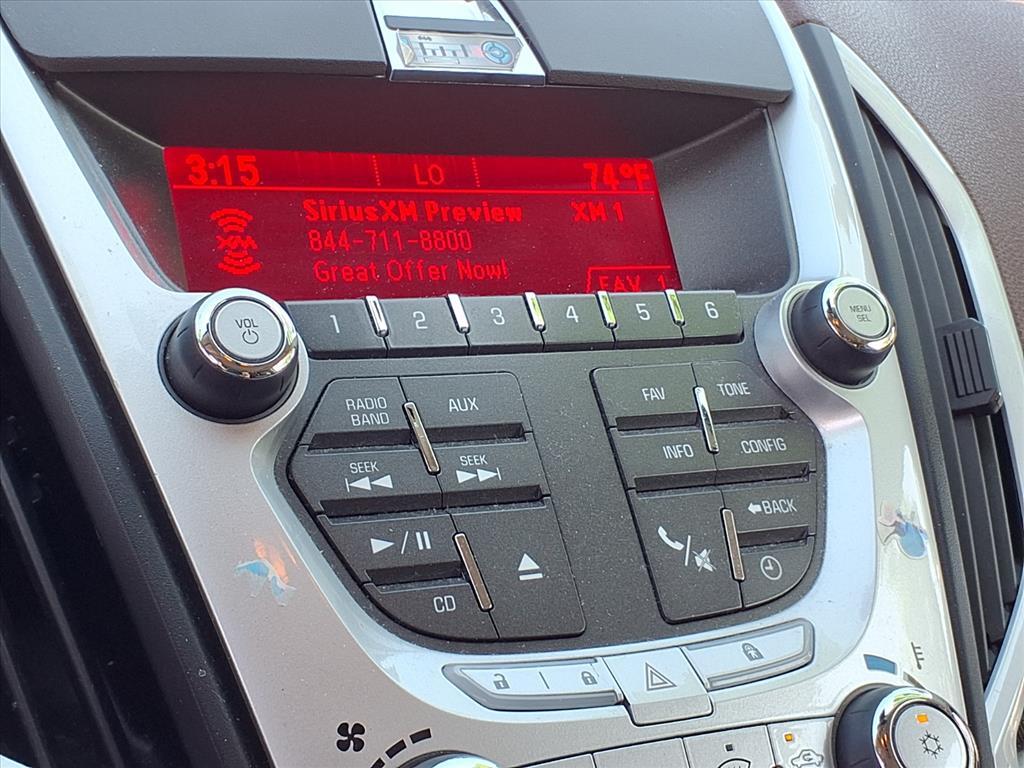 3:15 LO 74°F
SiriusXM Preview XM 1
XM 844-711-8800
Great Offer Now!
FAV 1
VOL
1 2 3 4 5 6
MENU
SEL
RADIO
BAND
AUX
FAV
TONE
SEEK
SEEK
INFO
CONFIG
BACK
CD